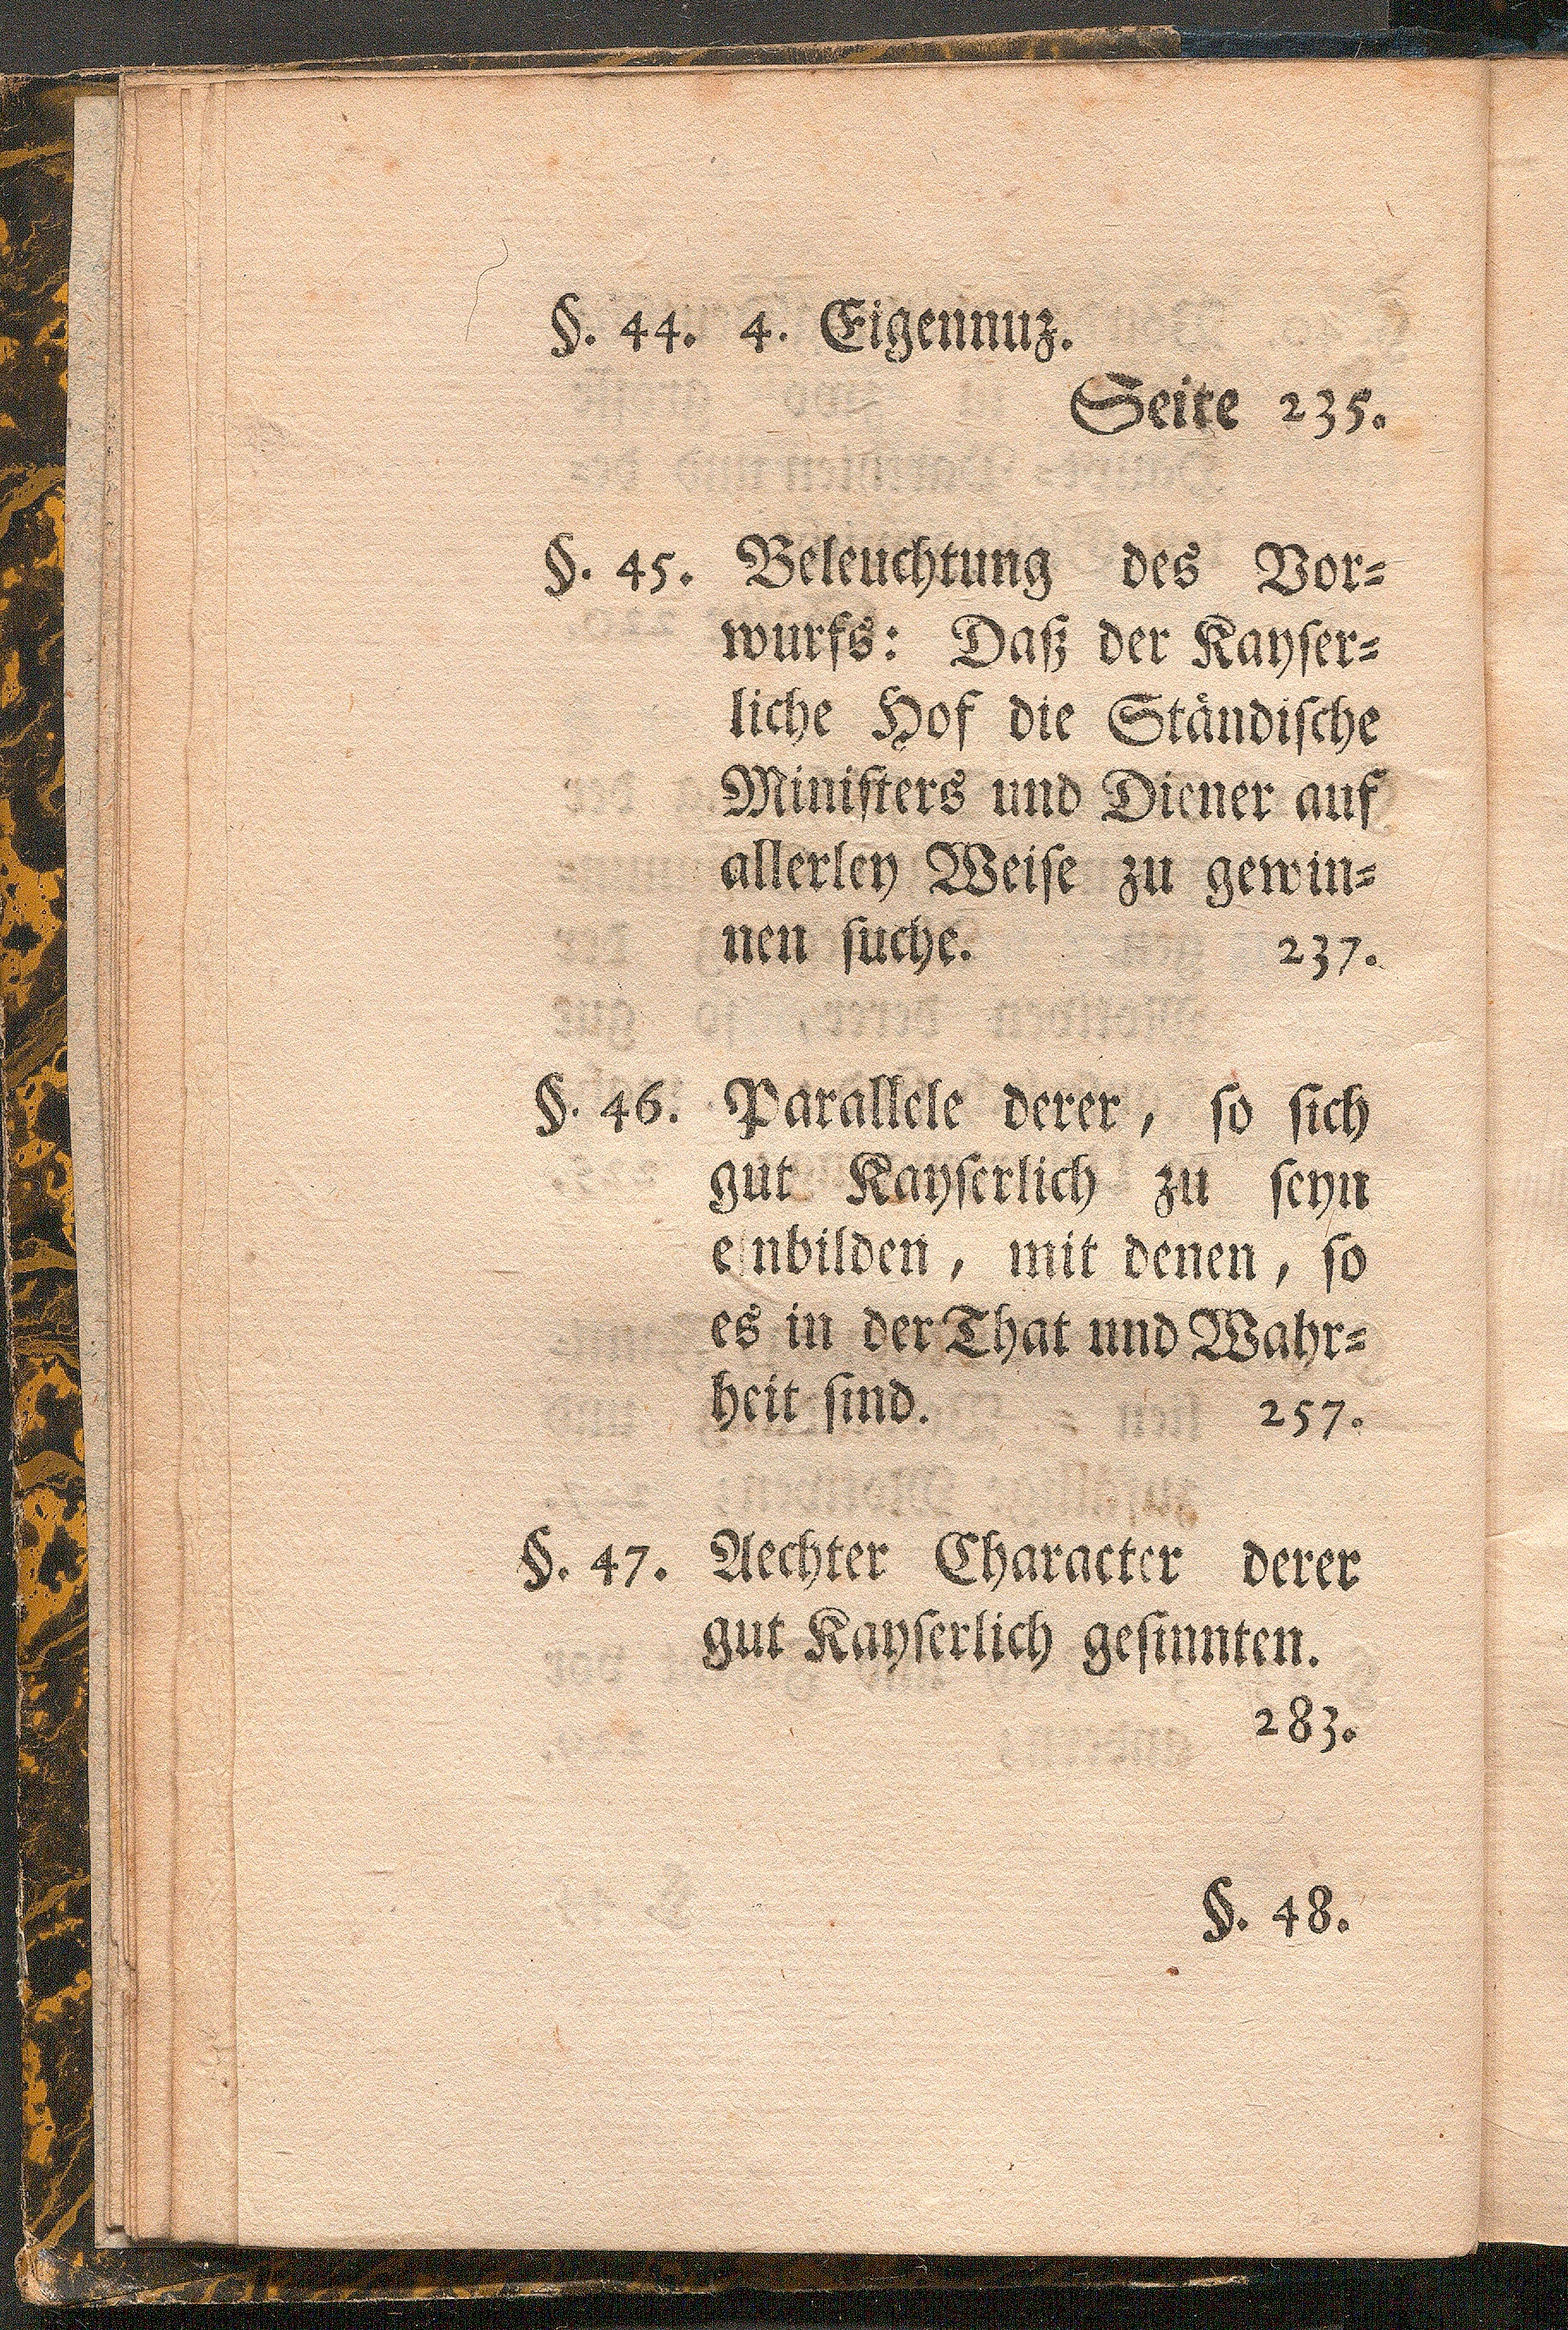 §. 44. 4. Eigennuz.
Seite 235.
§. 45. Beleuchtung des Vor-
wurfs: Daß der Kayser-
liche Hof die Ständische
Ministers und Diener auf
allerley Weise zu gewin-
nen suche. 237.
§. 46. Parallele derer, so sich
gut Kayserlich zu seyn
einbilden, mit denen, so
es in der That und Wahr-
heit sind. 257.
§. 47. Aechter Character derer
gut Kayserlich gesinnten.
283.
§. 48.